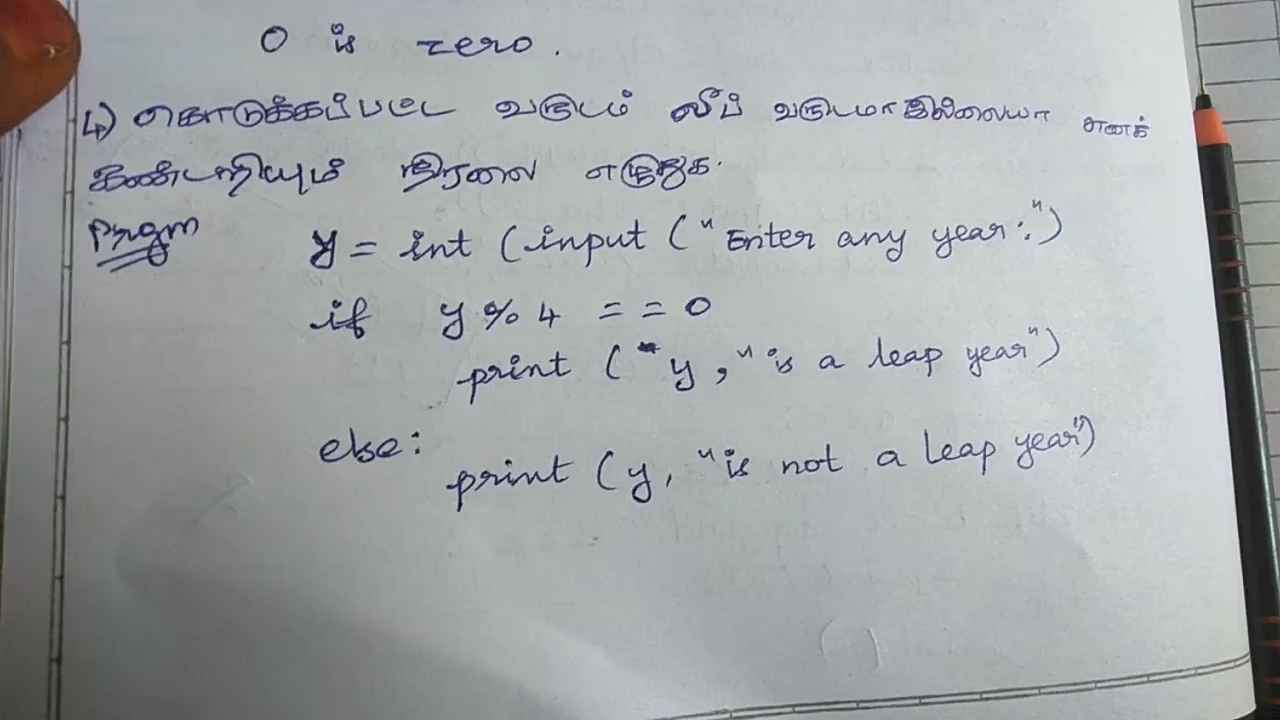 0 is zero.
4) கொடுக்கப்பட்ட வருடம் லீப் வருடமா இல்லையா எனக்
கண்டறியும் நிரலை எழுதுக.
Prgm y = int (input ("Enter any year:")
if y % 4 == 0
print ( y, "is a leap year")
else:
print (y, "is not a leap year")